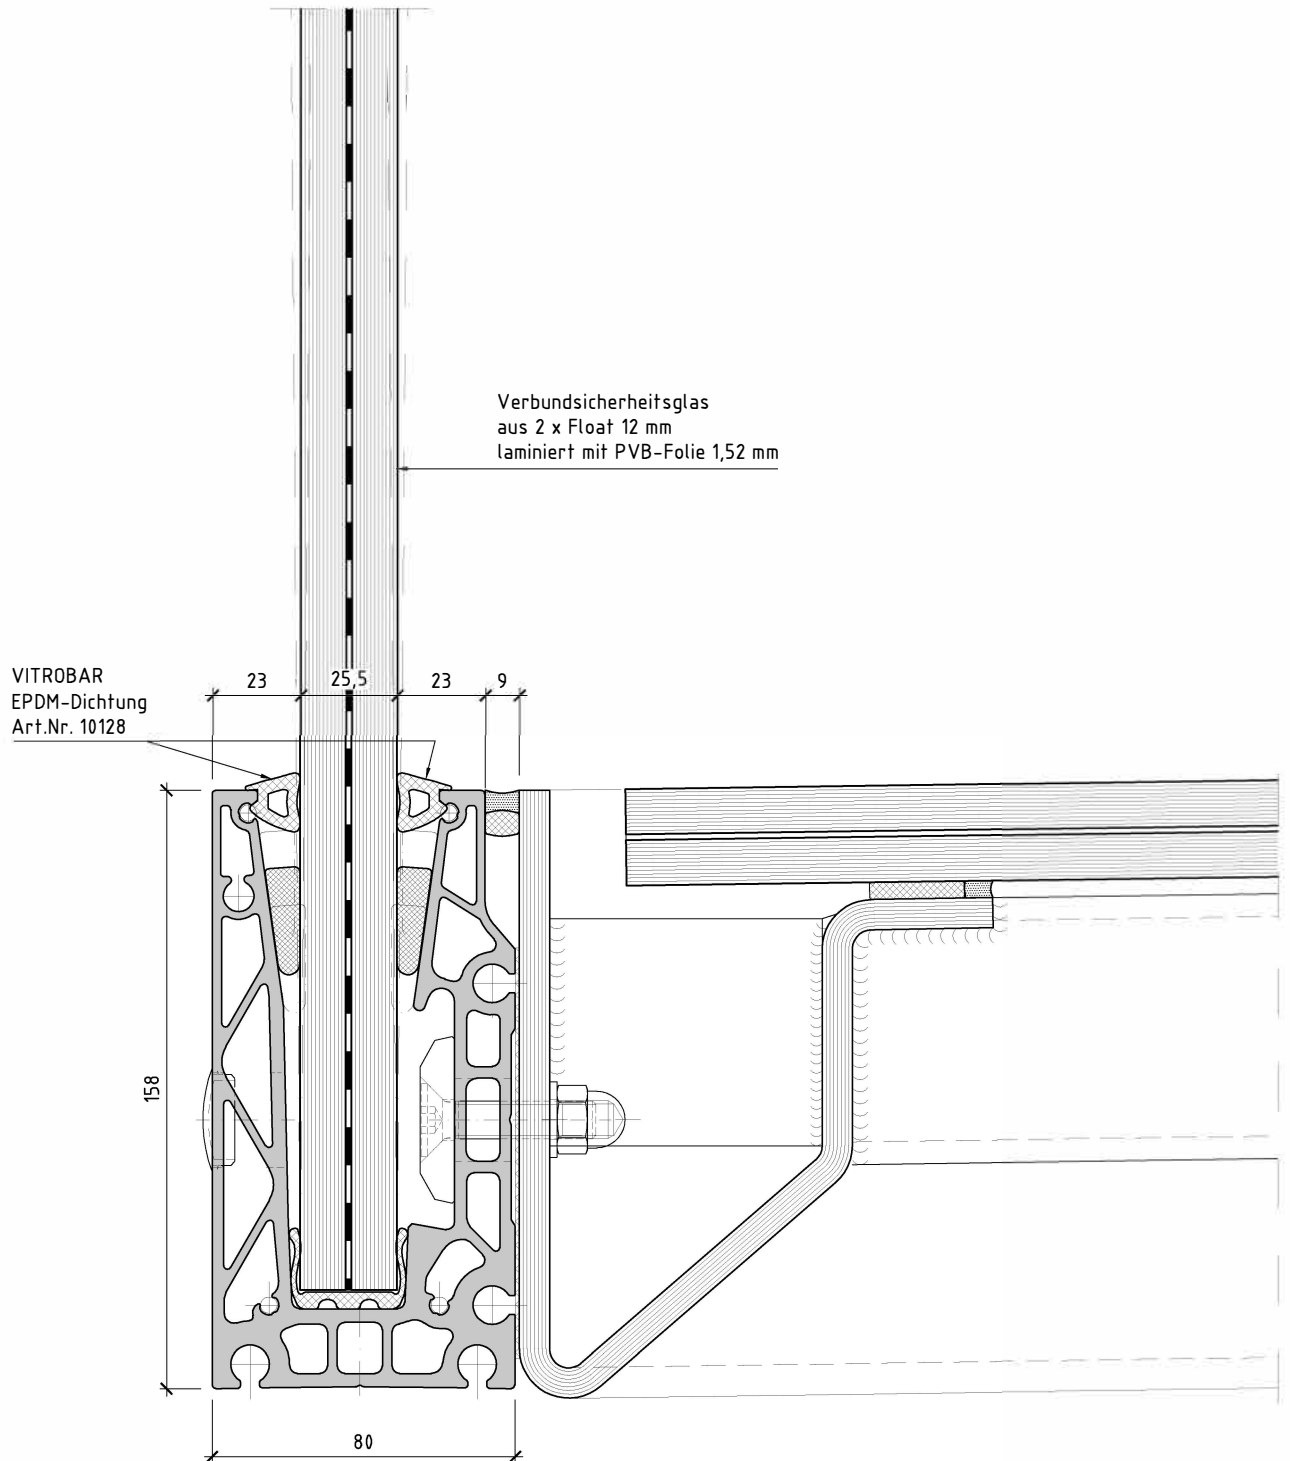 Verbundsicherheitsglas
aus 2 x Float 12 mm
laminiert mit PVB-Folie 1,52 mm
VITROBAR
EPDM-Dichtung
Art.Nr. 10128
23
25,5
23
9
158
80